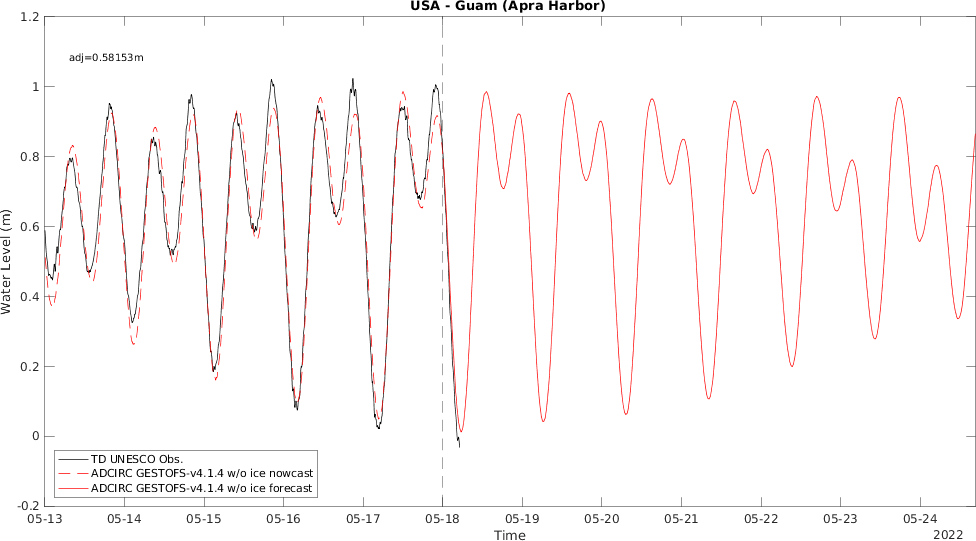 USA - Guam (Apra Harbor)
1.2
1
0.8
0.6
0.4
0.2
0
-0.2
Water Level (m)
adj=0.58153m
TD UNESCO Obs.
ADCIRC GESTOFS-v4.1.4 w/o ice nowcast
ADCIRC GESTOFS-v4.1.4 w/o ice forecast
05-13 05-14 05-15 05-16 05-17 05-18 05-19 05-20 05-21 05-22 05-23 05-24
Time
2022